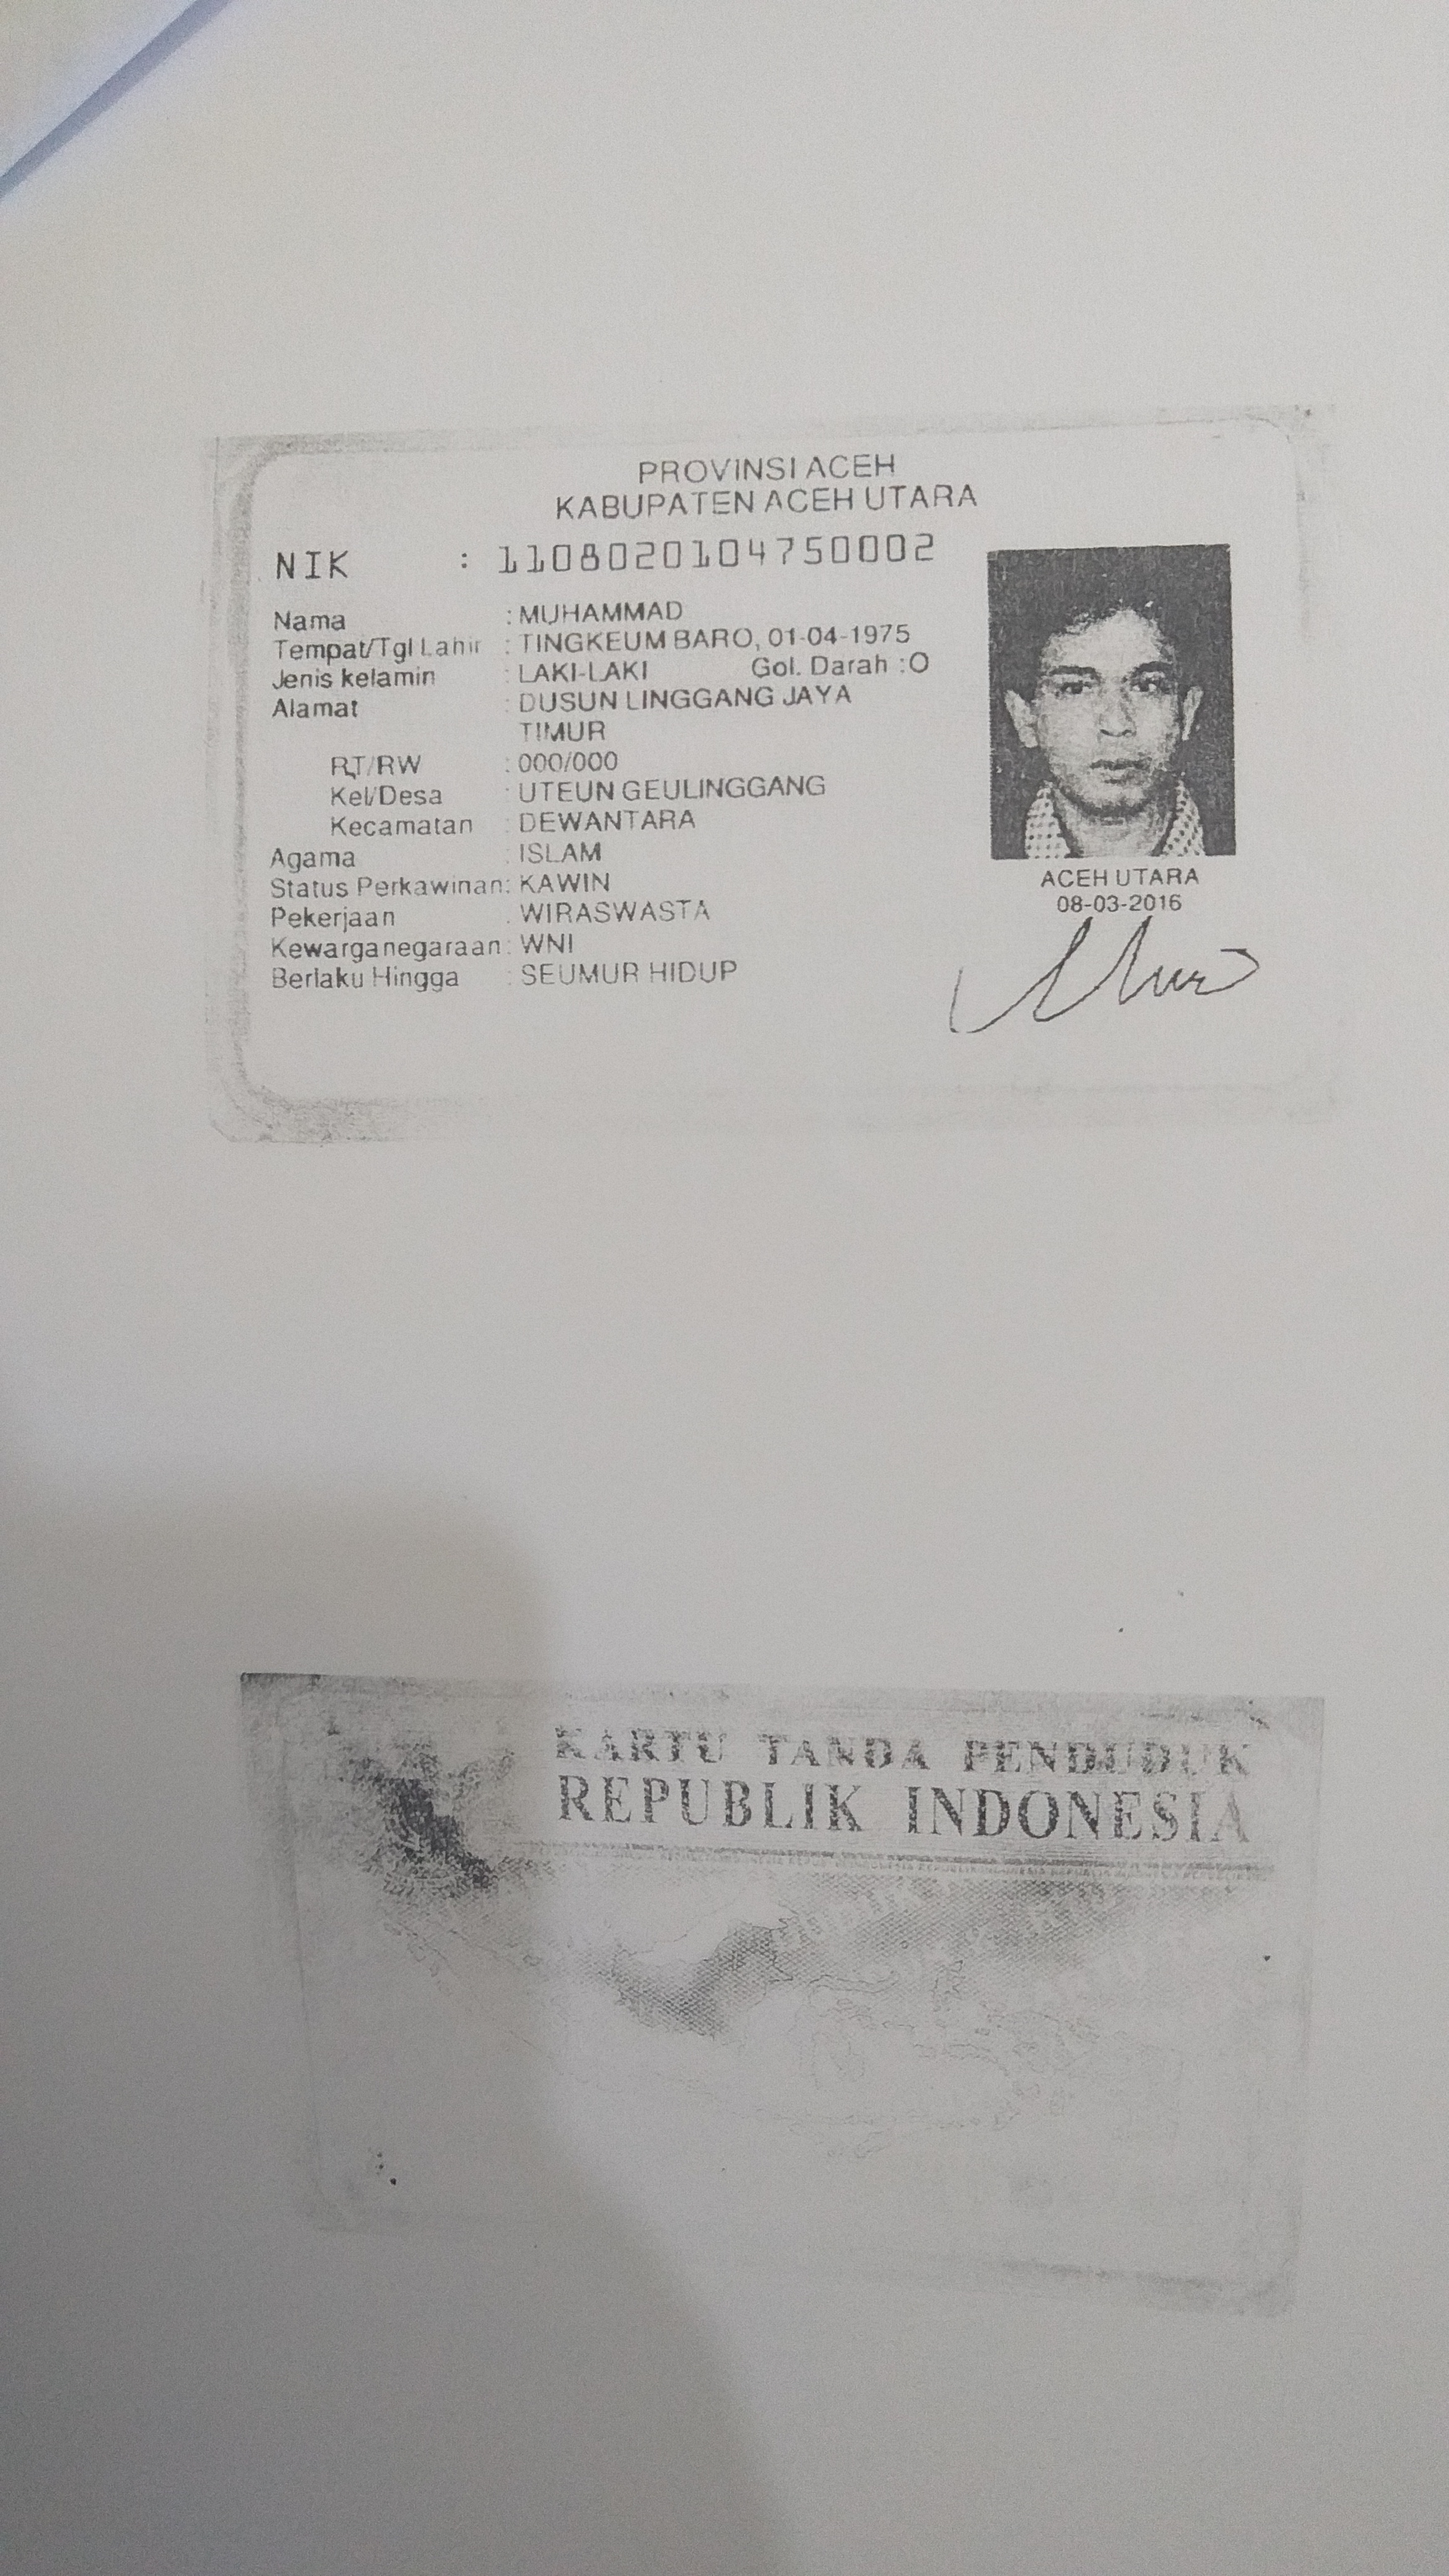 PROVINSI ACEH
KABUPATEN ACEH UTARA
NIK : 1108020104750002
Nama : MUHAMMAD
Tempat/Tgl Lahir : TINGKEUM BARO, 01-04-1975
Jenis kelamin : LAKI-LAKI Gol. Darah : O
Alamat : DUSUN LINGGANG JAYA
TIMUR
RT/RW : 000/000
Kel/Desa : UTEUN GEULINGGANG
Kecamatan : DEWANTARA
Agama : ISLAM
Status Perkawinan : KAWIN
Pekerjaan : WIRASWASTA
Kewarganegaraan : WNI
Berlaku Hingga : SEUMUR HIDUP
ACEH UTARA
08-03-2016
KARTU TANDA PENDUDUK
REPUBLIK INDONESIA